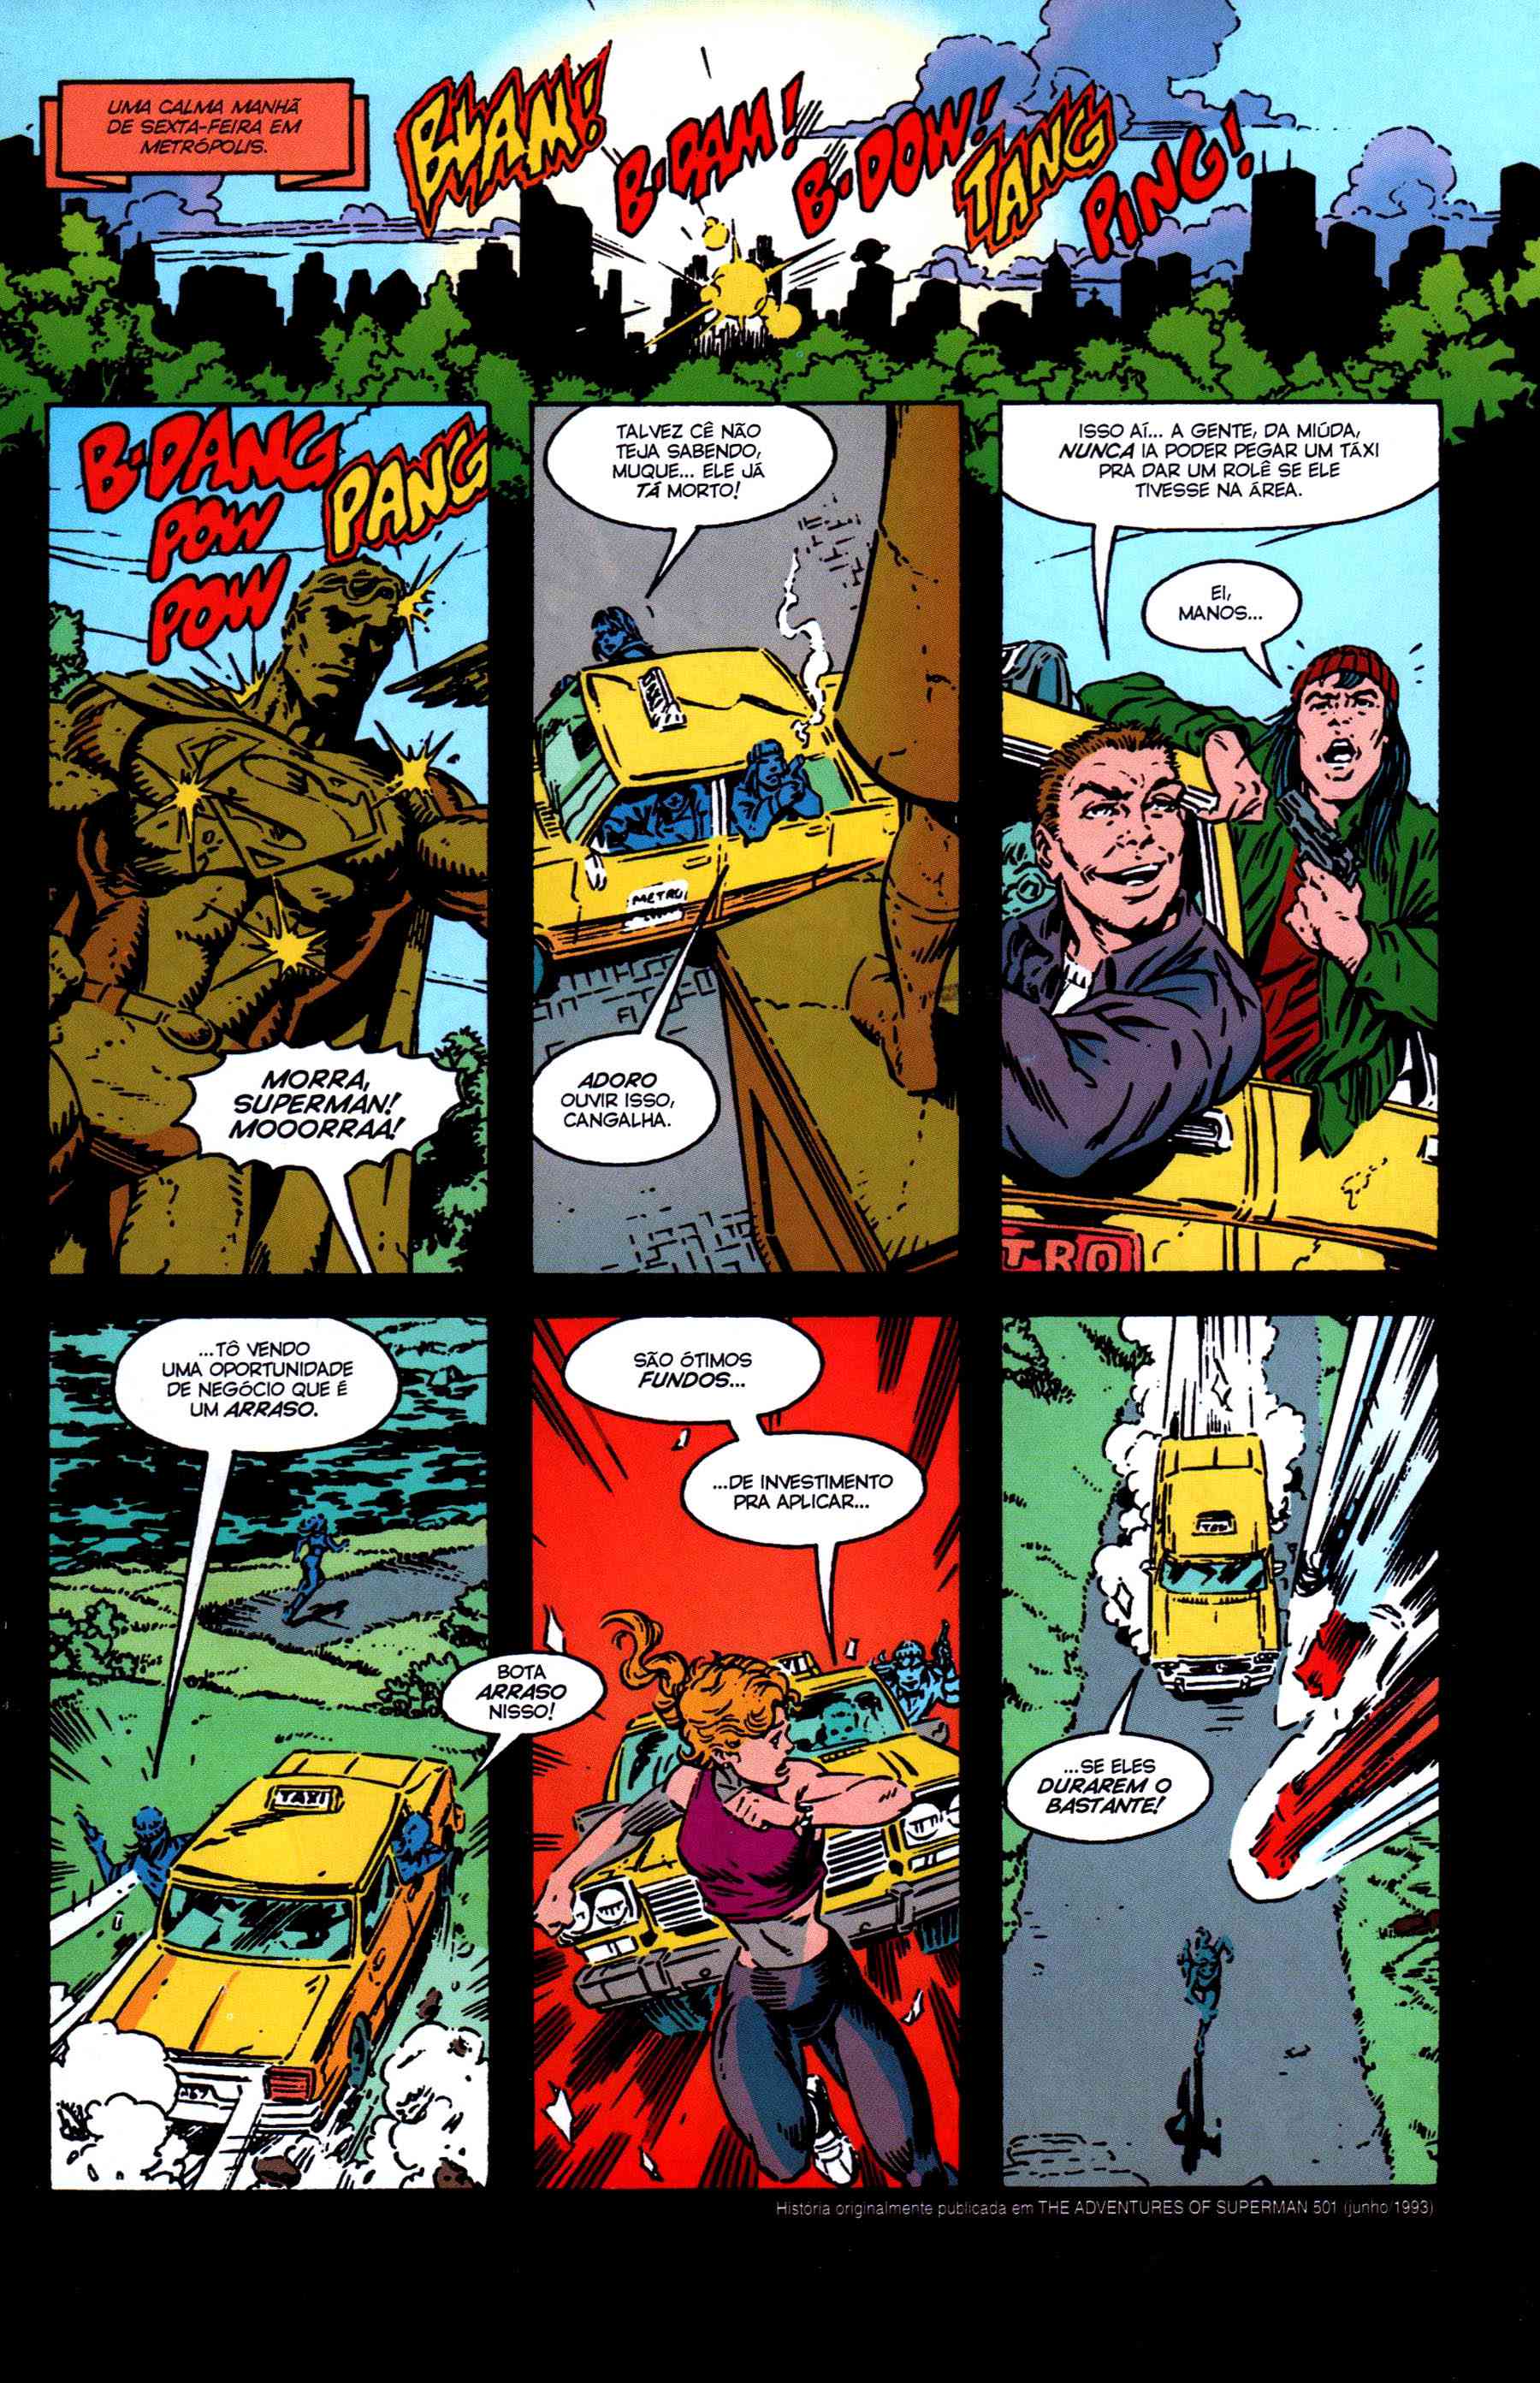 UMA CALMA MANHÃ
DE SEXTA-FEIRA EM
METRÓPOLIS.
BLAM!
B-DAM!
B-DOW!
TANG
PING!
B-DANG
PANG
POW
POW
MORRA,
SUPERMAN!
MOOORRAA!
TALVEZ CÊ NÃO
TEJA SABENDO,
MUQUE... ELE JÁ
TÁ MORTO!
METRO
ADORO
OUVIR ISSO,
CANGALHA.
ISSO AÍ... A GENTE, DA MIÚDA,
NUNCA IA PODER PEGAR UM TÁXI
PRA DAR UM ROLÊ SE ELE
TIVESSE NA ÁREA.
EI,
MANOS...
TRO
...TÔ VENDO
UMA OPORTUNIDADE
DE NEGÓCIO QUE É
UM ARRASO.
BOTA
ARRASO
NISSO!
TAXI
SÃO ÓTIMOS
FUNDOS...
...DE INVESTIMENTO
PRA APLICAR...
...SE ELES
DURAREM O
BASTANTE!
História originalmente publicada em THE ADVENTURES OF SUPERMAN 501 (junho/1993)